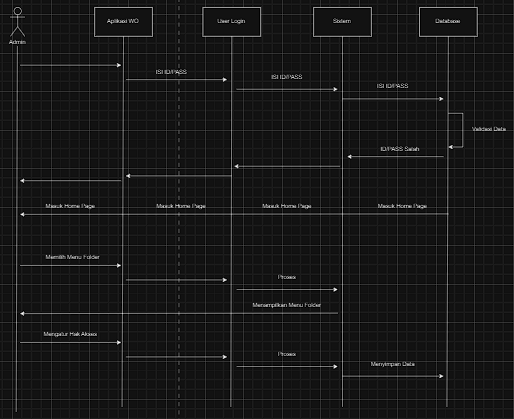 Aplikasi WO
User Login
Sistem
Database
Admin
ISI ID/PASS
ISI ID/PASS
ISI ID/PASS
Validasi Data
ID/PASS Salah
Masuk Home Page
Masuk Home Page
Masuk Home Page
Masuk Home Page
Memilih Menu Folder
Proses
Menampilkan Menu Folder
Mengatur Hak Akses
Proses
Menyimpan Data